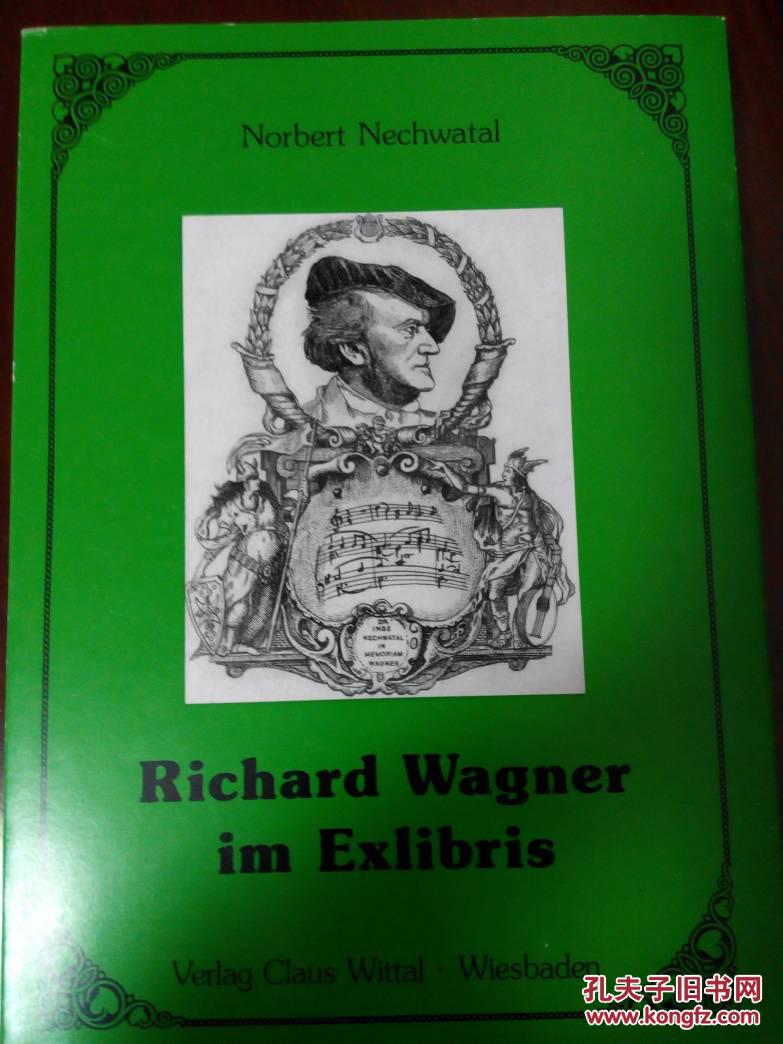 Norbert Nechwatal
DR.
INGE
NECHWATAL
IN
MEMORIAM
WAGNER
Richard Wagner
im Exlibris
Verlag Claus Wittal · Wiesbaden
孔夫子旧书网
www.kongfz.com